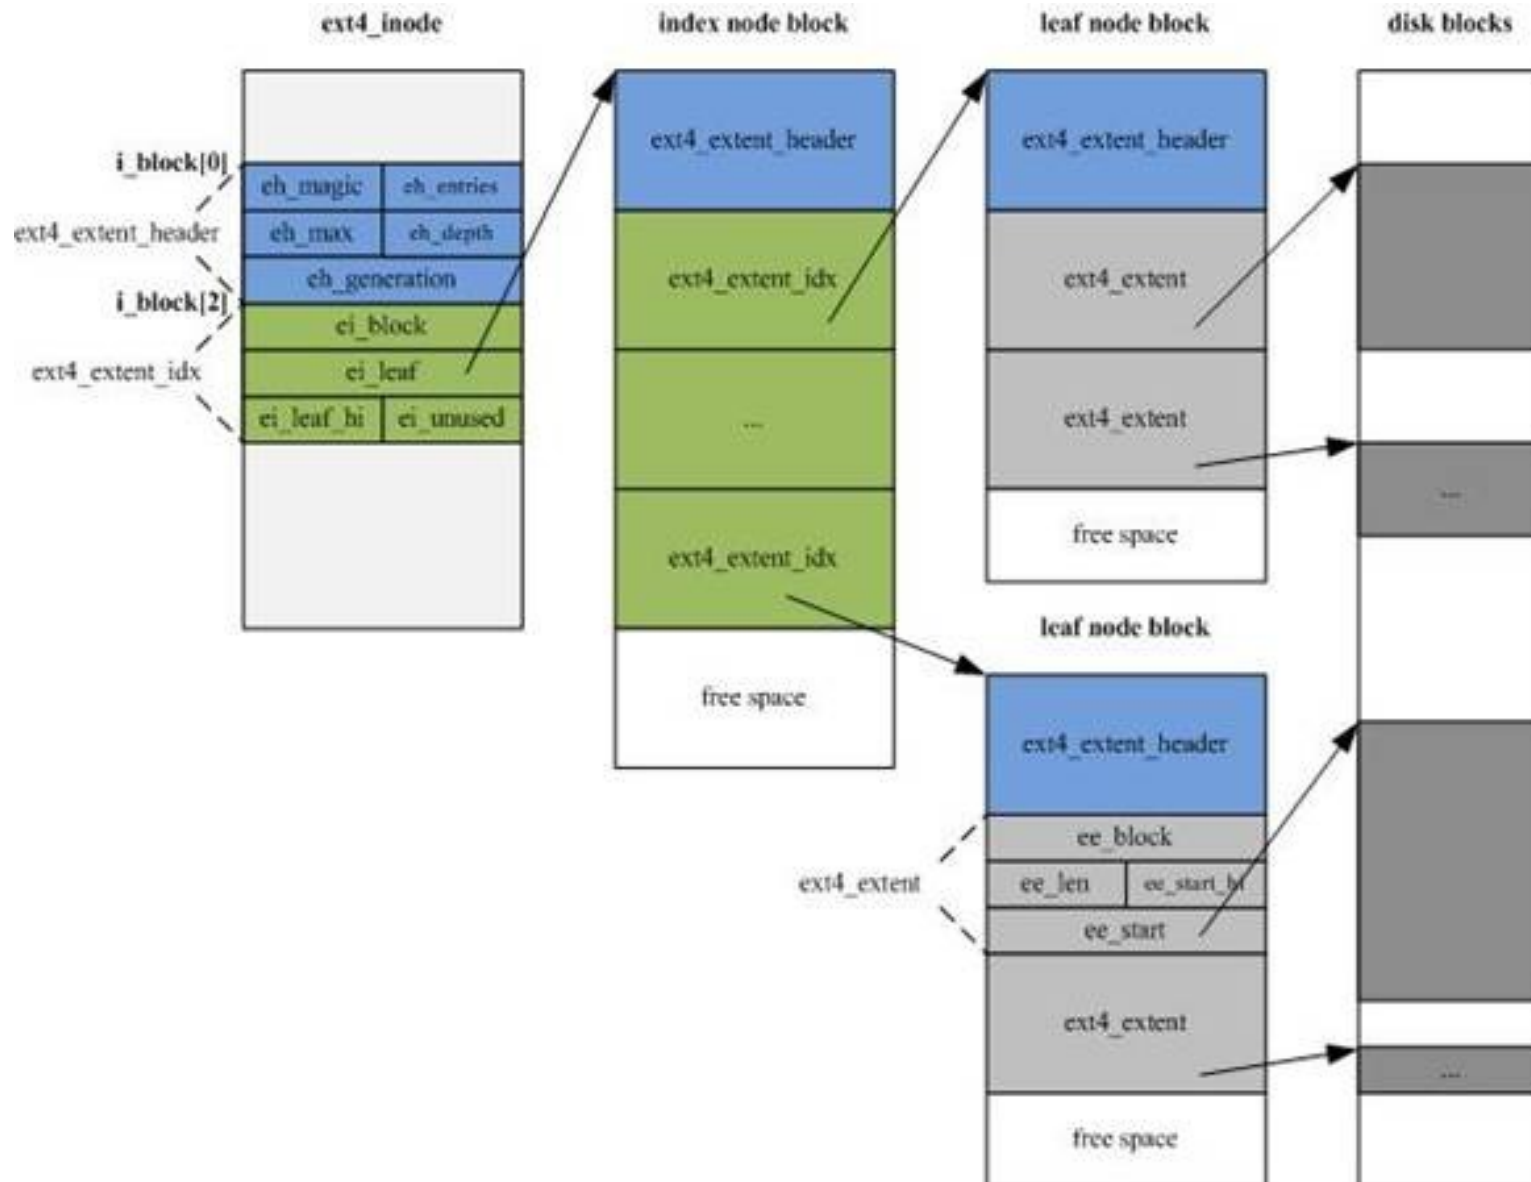 ext4_inode
i_block[0]
eh_magic
eh_entries
ext4_extent_header
eh_max
eh_depth
eh_generation
i_block[2]
ei_block
ext4_extent_idx
ei_leaf
ei_leaf_hi
ei_unused
index node block
ext4_extent_header
ext4_extent_idx
...
ext4_extent_idx
free space
leaf node block
ext4_extent_header
ext4_extent
ext4_extent
free space
leaf node block
ext4_extent_header
ext4_extent
ee_block
ee_len
ee_start_hi
ee_start
ext4_extent
free space
disk blocks
...
...